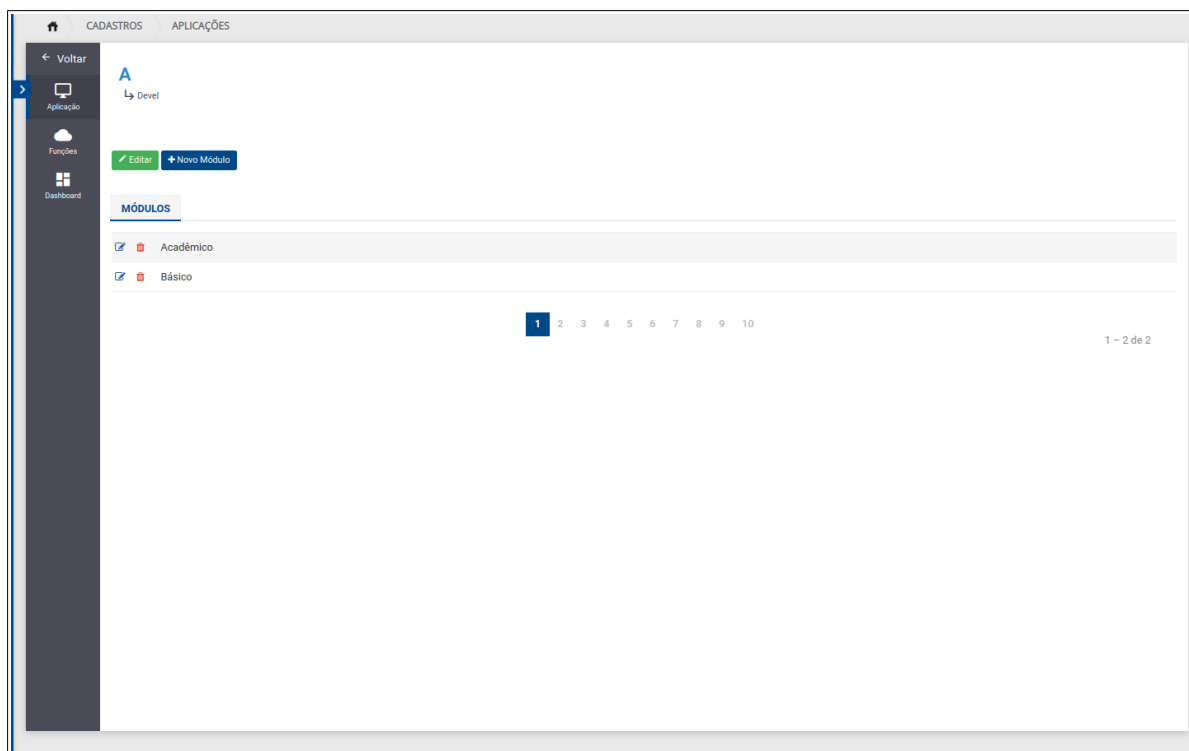 CADASTROS APLICAÇÕES
Voltar
A
Devel
Aplicação
Funções
Dashboard
Editar
Novo Módulo
MÓDULOS
Acadêmico
Básico
1 2 3 4 5 6 7 8 9 10
1 – 2 de 2